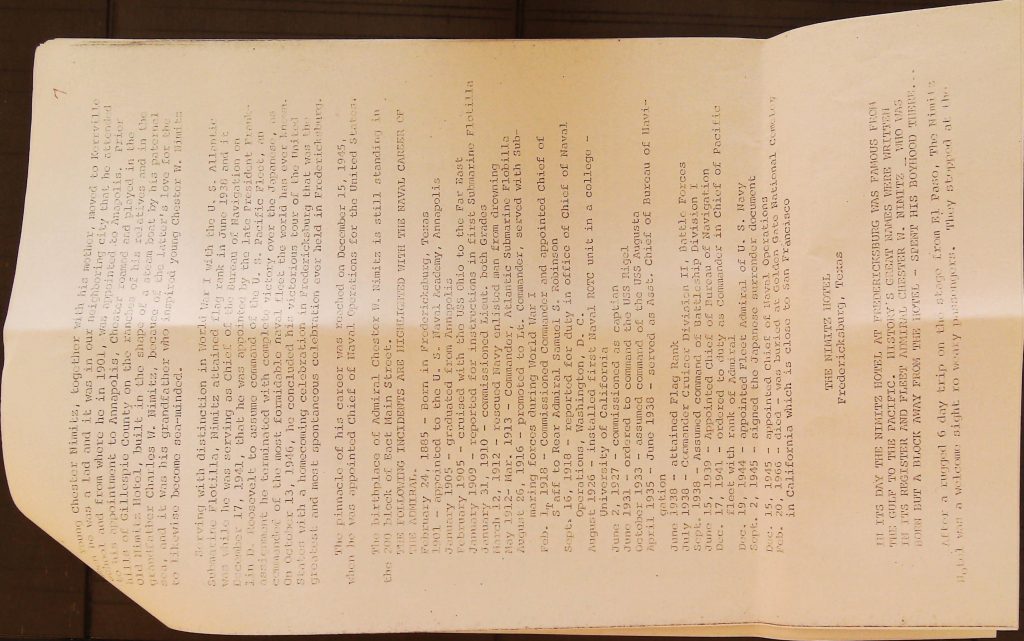 7
Young Chester Nimitz, together with his mother, moved to Kerrville
he was a lad and it was in our neighboring city that he attended
school and from where he in 1901, was appointed to Annapolis. Prior
to his appointment to Annapolis, Chester roamed and played in the
hills of Gillespie County on the ranches of his relatives and in the
old Nimitz Hotel, built in the shape of a steam boat by his paternal
grandfather Charles W. Nimitz, because of the latter's love for the
sea, and it was his grandfather who inspired young Chester W. Nimitz
to likewise become sea-minded.
Serving with distinction in World War I with the U. S. Atlantic
Submarine Flotilla, Nimitz attained flag rank in June 1938 and it
was while he was serving as Chief of the Bureau of Navigation on
December 17, 1941, that he was appointed by the late President Frank-
lin D. Roosevelt to assume command of the U. S. Pacific Fleet, an
assignment he terminated with complete victory over the Japanese, as
commander of the most formidable naval fleet the world has ever known.
On October 13, 1946, he concluded his victorious tour of the United
States with a homecoming celebration in Fredericksburg that was the
greatest and most spontaneous celebration ever held in Fredericksburg.
The pinnacle of his career was reached on December 15, 1945,
when he was appointed Chief of Naval Operations for the United States.
The birthplace of Admiral Chester W. Nimitz is still standing in
the 200 block of East Main Street.
THE FOLLOWING INCIDENTS ARE HIGHLIGHTED WITH THE NAVAL CAREER OF
THE ADMIRAL.
February 24, 1885 - Born in Fredericksburg, Texas
1901 - appointed to the U. S. Naval Academy, Annapolis
January 1905 - graduated from Annapolis
February 1905 - cruised with the USS Ohio to the Far East
January 1909 - reported for instructions in first Submarine Flotilla
January 31, 1910 - commissioned Lieut. both Grades
March 12, 1912 - rescued Navy enlisted man from drowning
May 1912- Mar. 1913 - Commander, Atlantic Submarine Flotilla
August 26, 1916 - promoted to Lt. Commander, served with Sub-
marine forces during World War I
Feb. 1, 1918 - Commissioned Commander and appointed Chief of
Staff to Rear Admiral Samuel S. Robinson
Sept. 16, 1918 - reported for duty in office of Chief of Naval
Operations, Washington, D. C.
August 1926 - installed first Naval ROTC unit in a college -
University of California
June 2, 1927 - commissioned as captian
June 1931 - ordered to command the USS Rigel
October 1933 - assumed command of the USS Augusta
April 1935 - June 1938 - served as Asst. Chief of Bureau of Navi-
gation
June 1938 - attained Flag Rank
July 1938 - Commander Cruiser Division II, Battle Forces
Sept. 1938 - Assumed command of Battleship Division I
June 15, 1939 - Appointed Chief of Bureau of Navigation
Dec. 17, 1941 - ordered to duty as Commander in Chief of Pacific
fleet with rank of Admiral
Dec. 19, 1944 - appointed Fleet Admiral of U. S. Navy
Sept. 2, 1945 - signed the Japanese surrender document
Dec. 15, 1945 - appointed Chief of Naval Operations
Feb. 20, 1966 - died - was buried at Golden Gate National Cemetery
in California which is close to San Francisco
THE NIMITZ HOTEL
Fredericksburg, Texas
IN ITS DAY THE NIMITZ HOTEL AT FREDERICKSBURG WAS FAMOUS FROM
THE GULF TO THE PACIFIC. HISTORY'S GREAT NAMES WERE WRITTEN
IN ITS REGISTER AND FLEET ADMIRAL CHESTER W. NIMITZ - WHO WAS
BORN BUT A BLOCK AWAY FROM THE HOTEL - SPENT HIS BOYHOOD THERE...
After a rugged 6 day trip on the stage from El Paso, The Nimitz
Hotel was a welcome sight to weary passengers. They stopped at the